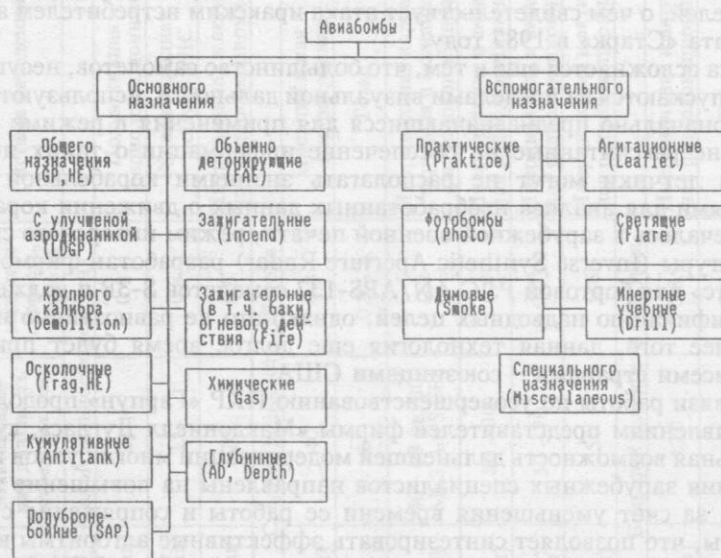 Авиабомбы
Основного
назначения
Вспомогательного
назначения
Общего
назначения
(GP,HE)
Объемно
детонирующие
(FAE)
Практические
(Praktice)
Агитационные
(Leaflet)
С улучшеной
аэродинамикой
(LDGP)
Зажигательные
(Incend)
Фотобомбы
(Photo)
Светящие
(Flare)
Крупного
калибра
(Demolition)
Зажигательные
(в т.ч. баки
огневого дей-
ствия (Fire)
Дымовые
(Smoke)
Инертные
учебные
(Drill)
Осколочные
(Frag,HE)
Химические
(Gas)
Специального
назначения
(Miscellaneous)
Кумулятивные
(Antitank)
Глубинные
(AD, Depth)
Полуброне-
бойные (SAP)